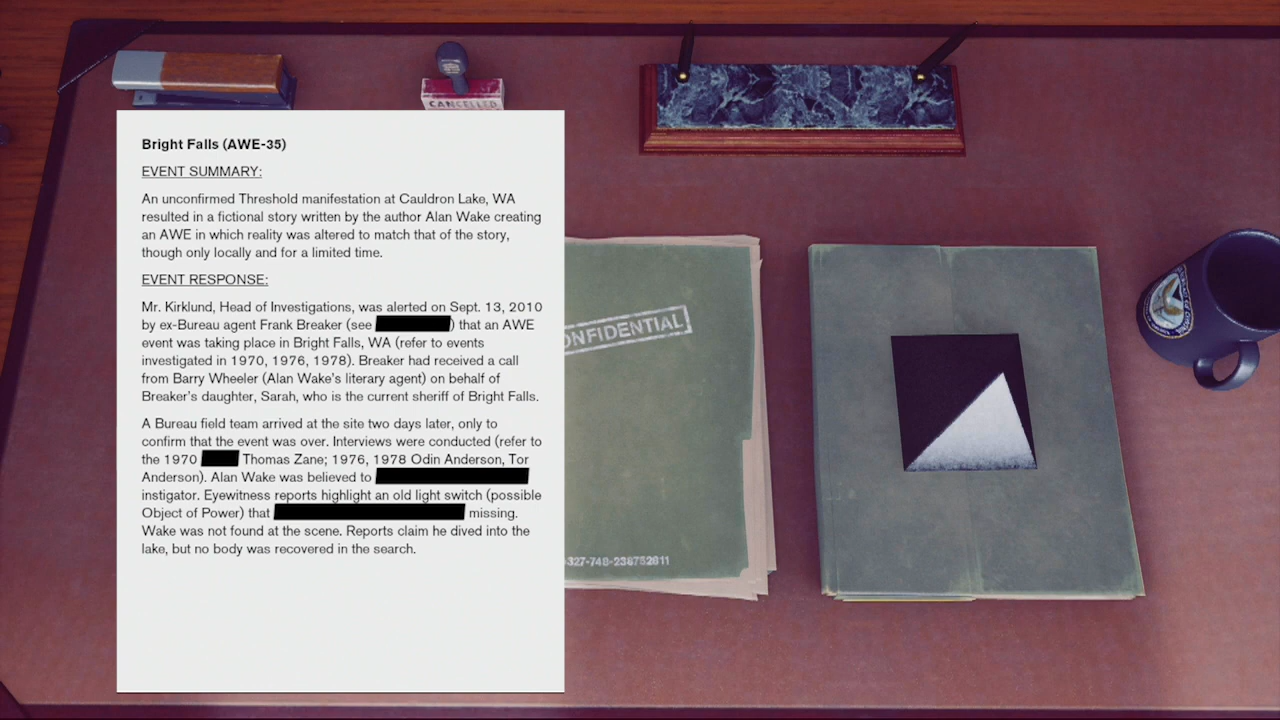 CANCELLED
Bright Falls (AWE-35)
EVENT SUMMARY:
An unconfirmed Threshold manifestation at Cauldron Lake, WA
resulted in a fictional story written by the author Alan Wake creating
an AWE in which reality was altered to match that of the story,
though only locally and for a limited time.
EVENT RESPONSE:
Mr. Kirklund, Head of Investigations, was alerted on Sept. 13, 2010
by ex-Bureau agent Frank Breaker (see ) that an AWE
event was taking place in Bright Falls, WA (refer to events
investigated in 1970, 1976, 1978). Breaker had received a call
from Barry Wheeler (Alan Wake's literary agent) on behalf of
Breaker's daughter, Sarah, who is the current sheriff of Bright Falls.
A Bureau field team arrived at the site two days later, only to
confirm that the event was over. Interviews were conducted (refer to
the 1970 Thomas Zane; 1976, 1978 Odin Anderson, Tor
Anderson). Alan Wake was believed to
instigator. Eyewitness reports highlight an old light switch (possible
Object of Power) that missing.
Wake was not found at the scene. Reports claim he dived into the
lake, but no body was recovered in the search.
ONFIDENTIAL